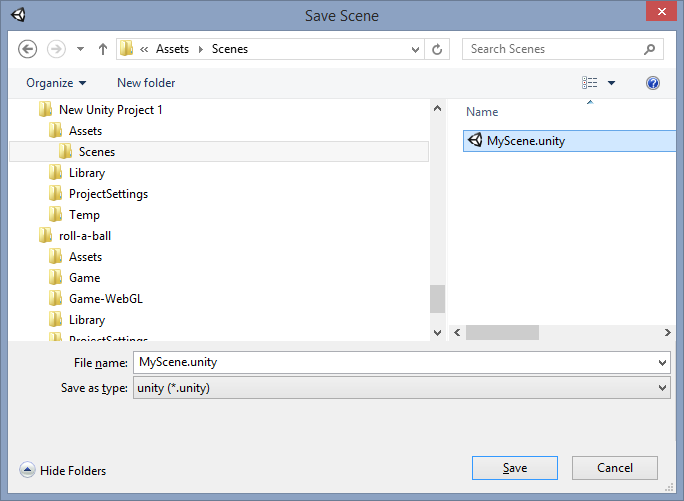 Save Scene
« Assets › Scenes
Search Scenes
Organize
New folder
New Unity Project 1
Assets
Scenes
Library
ProjectSettings
Temp
roll-a-ball
Assets
Game
Game-WebGL
Library
ProjectSettings
Name
MyScene.unity
File name: MyScene.unity
Save as type: unity (*.unity)
Hide Folders
Save
Cancel